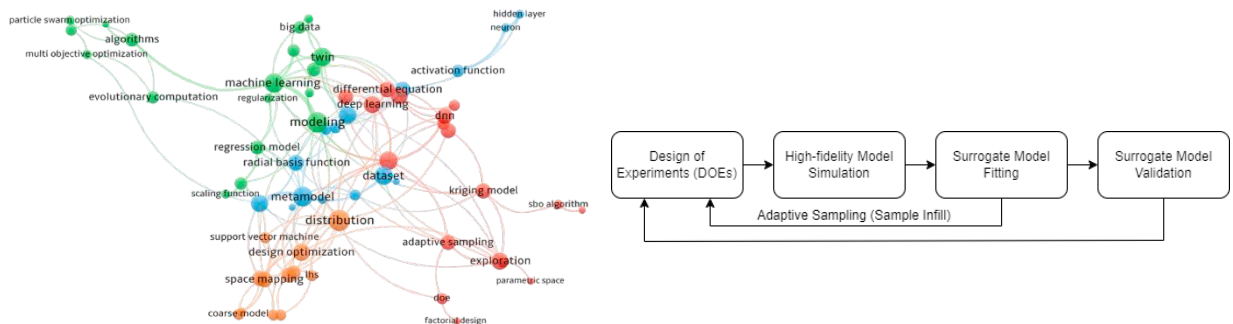 particle swarm optimization
algorithms
multi objective optimization
evolutionary computation
big data
twin
machine learning
regularization
modeling
regression model
radial basis function
scaling function
metamodel
hidden layer
neuron
activation function
differential equation
deep learning
dnn
dataset
kriging model
sbo algorithm
distribution
support vector machine
design optimization
space mapping
lhs
coarse model
adaptive sampling
exploration
parametric space
doe
factorial design
Design of
Experiments (DOEs)
High-fidelity Model
Simulation
Surrogate Model
Fitting
Surrogate Model
Validation
Adaptive Sampling (Sample Infill)